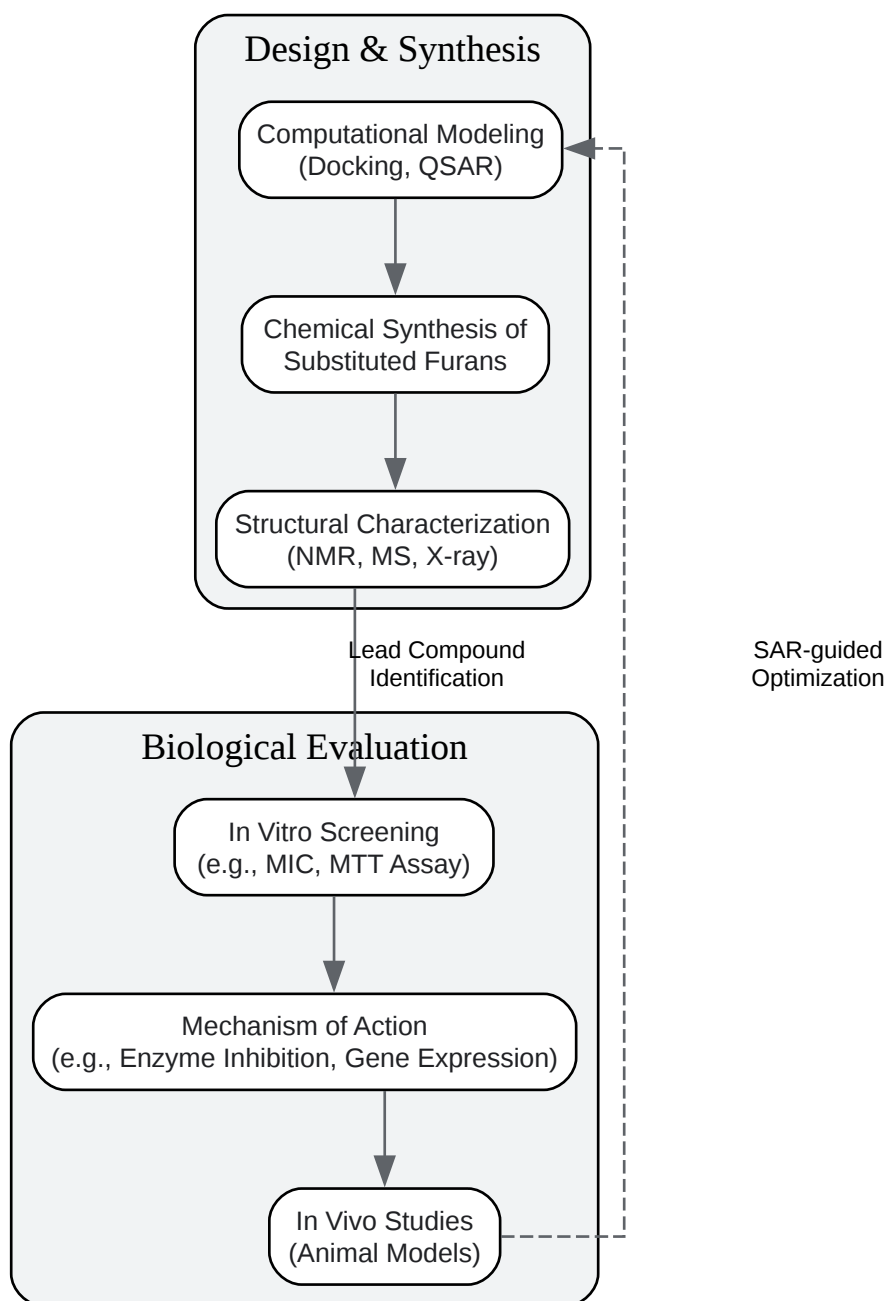 Design & Synthesis
Computational Modeling
(Docking, QSAR)
Chemical Synthesis of
Substituted Furans
Structural Characterization
(NMR, MS, X-ray)
Lead Compound
Identification
SAR-guided
Optimization
Biological Evaluation
In Vitro Screening
(e.g., MIC, MTT Assay)
Mechanism of Action
(e.g., Enzyme Inhibition, Gene Expression)
In Vivo Studies
(Animal Models)